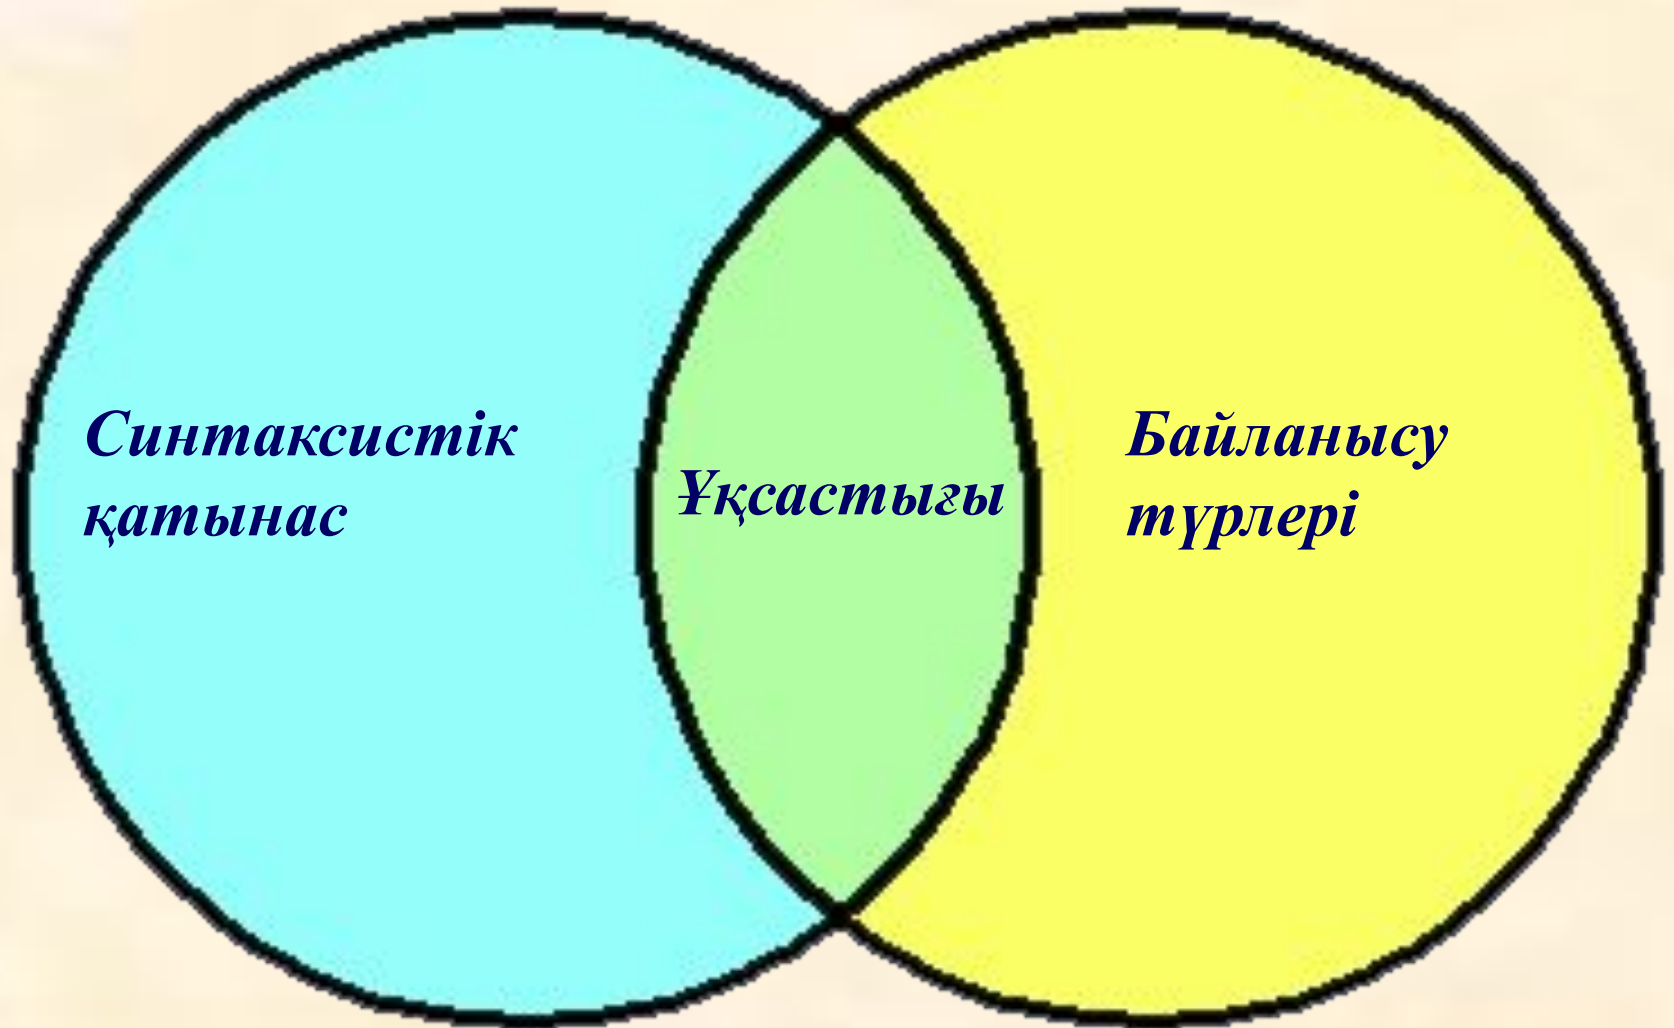 Синтаксистік
қатынас
Ұқсастығы
Байланысу
түрлері